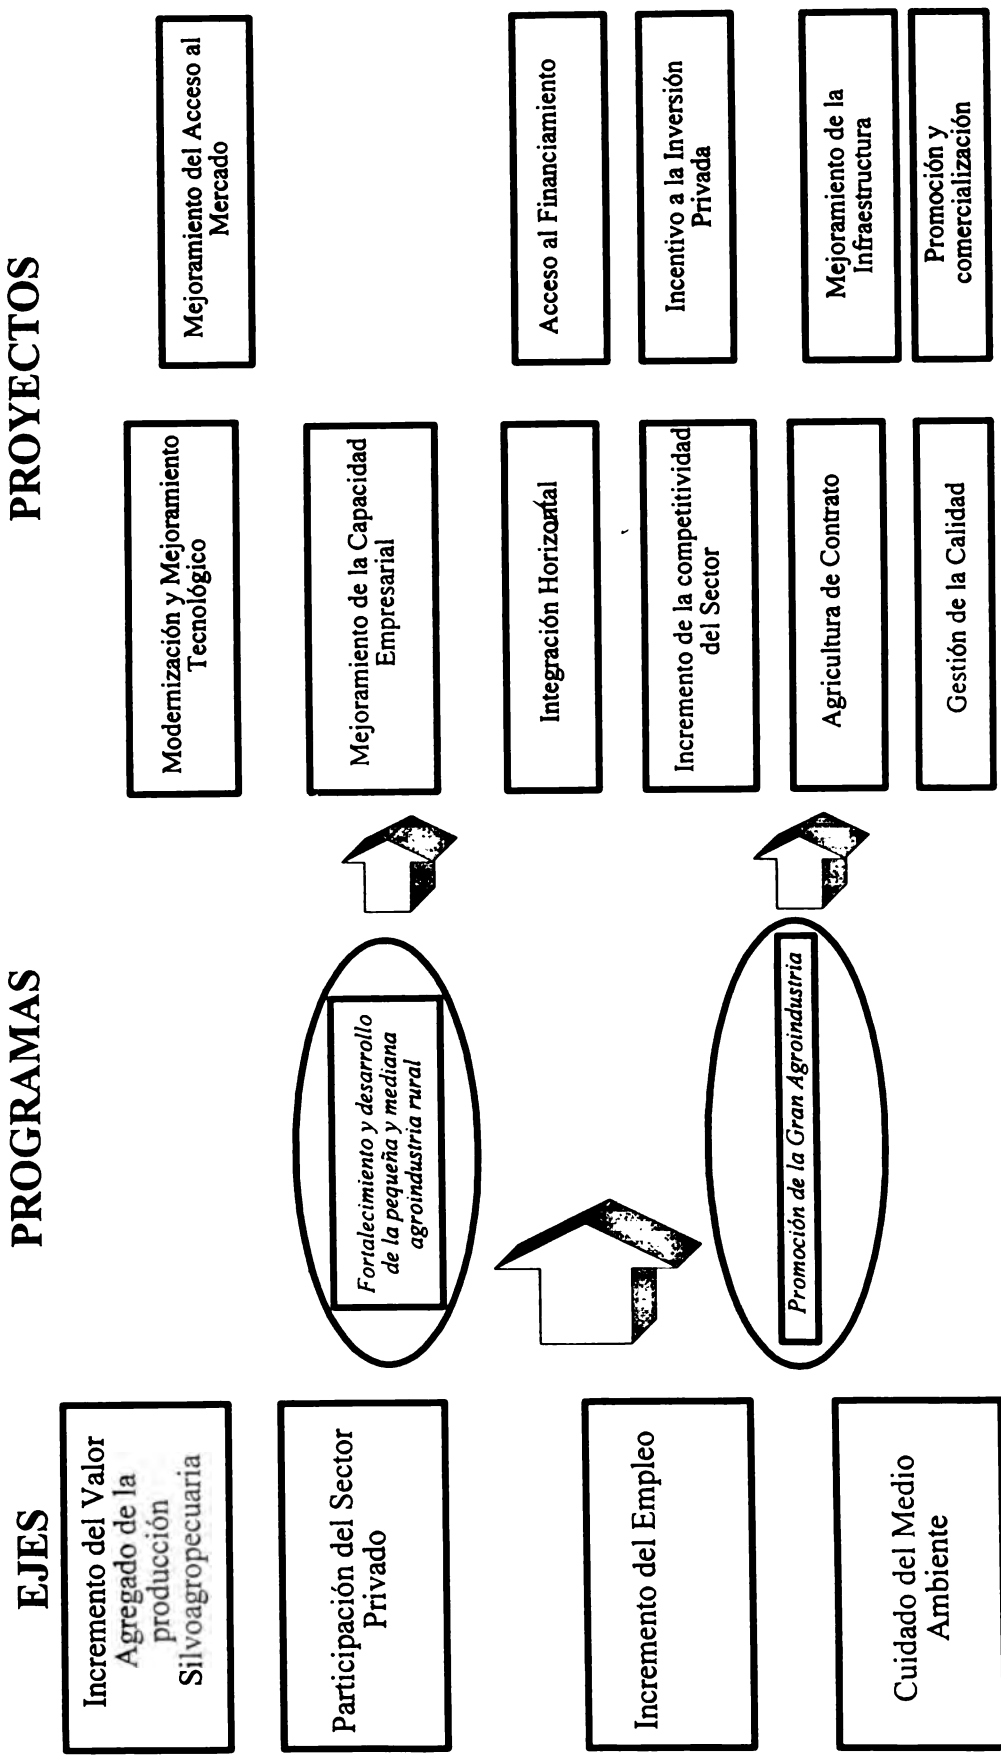 EJES
Incremento del Valor
Agregado de la
producción
Silvoagropecuaria
Participación del Sector
Privado
Incremento del Empleo
Cuidado del Medio
Ambiente
PROGRAMAS
Fortalecimiento y desarrollo
de la pequeña y mediana
agroindustria rural
Promoción de la Gran Agroindustria
PROYECTOS
Modernización y Mejoramiento
Tecnológico
Mejoramiento de la Capacidad
Empresarial
Integración Horizontal
Incremento de la competitividad
del Sector
Agricultura de Contrato
Gestión de la Calidad
Mejoramiento del Acceso al
Mercado
Acceso al Financiamiento
Incentivo a la Inversión
Privada
Mejoramiento de la
Infraestructura
Promoción y
comercialización